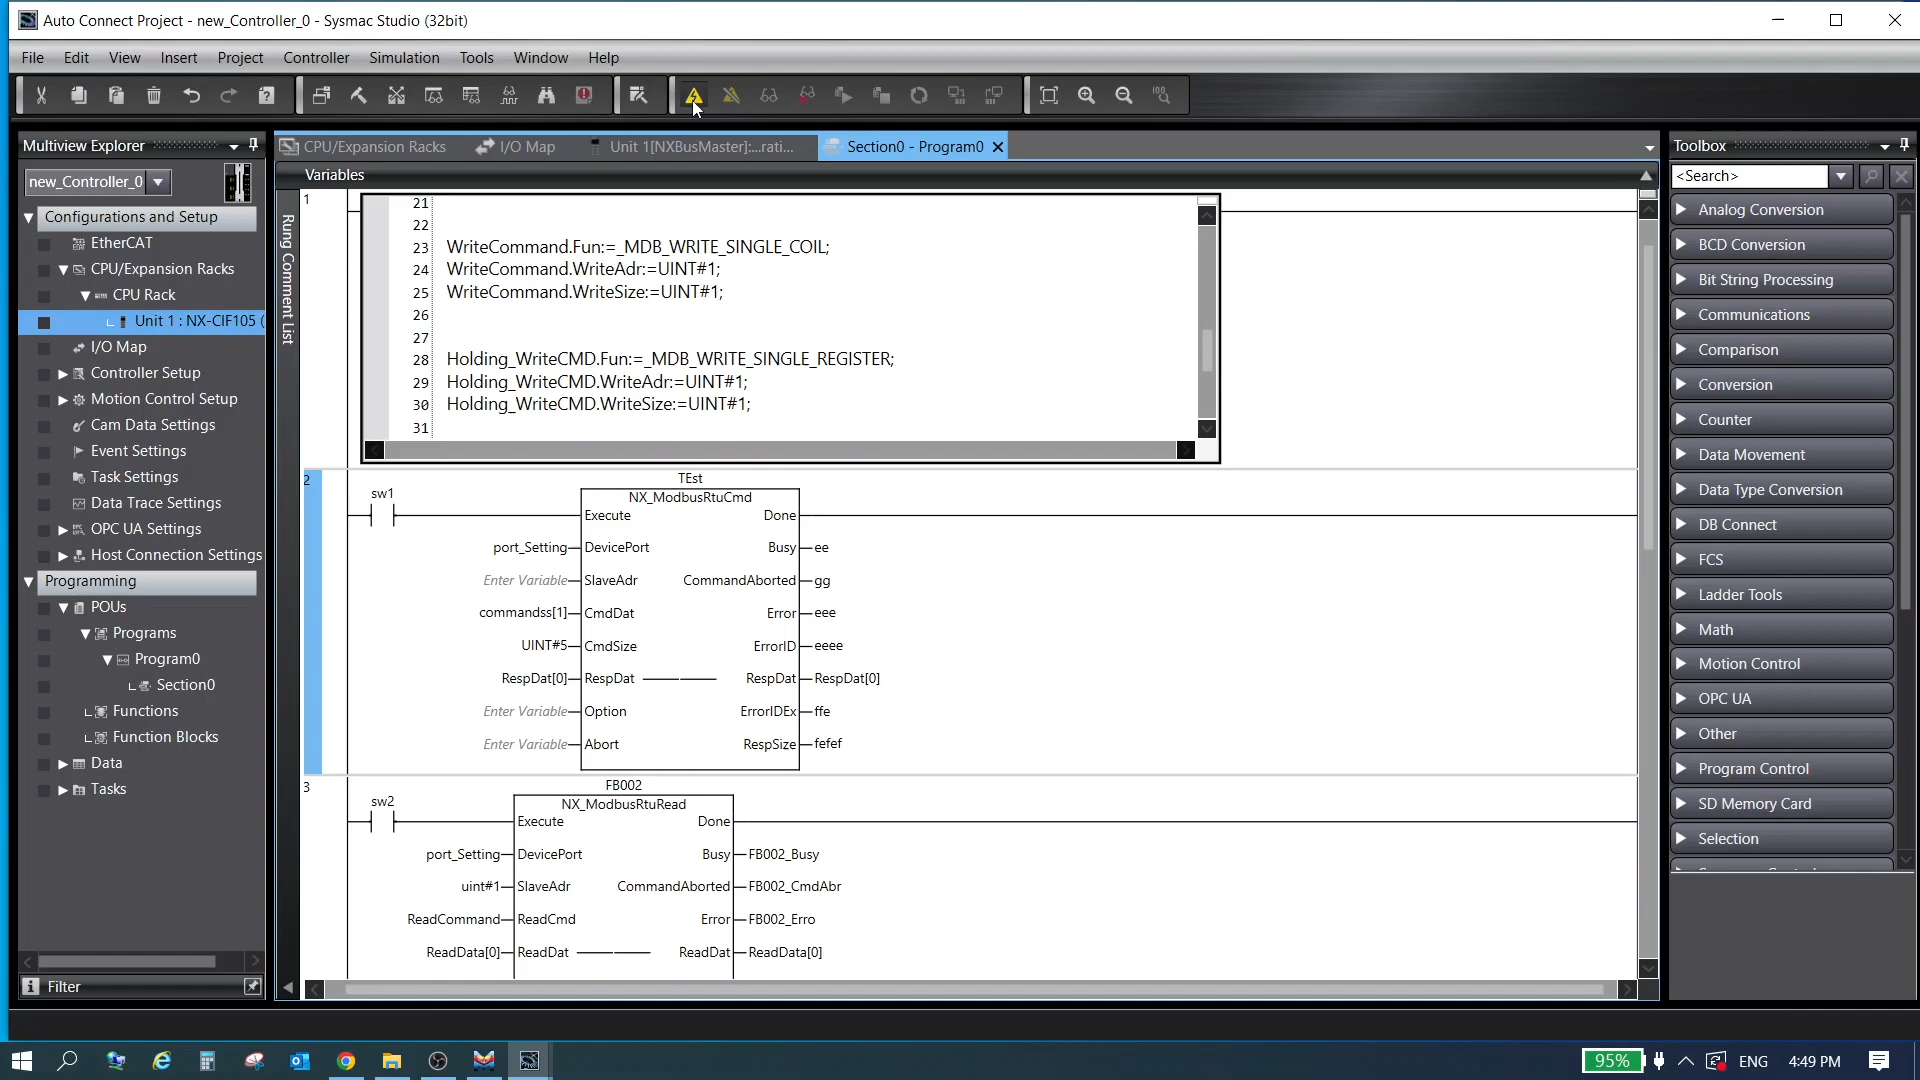 Auto Connect Project - new_Controller_0 - Sysmac Studio (32bit)
File Edit View Insert Project Controller Simulation Tools Window Help
Multiview Explorer
new_Controller_0
Configurations and Setup
EtherCAT
CPU/Expansion Racks
CPU Rack
Unit 1 : NX-CIF105 (
I/O Map
Controller Setup
Motion Control Setup
Cam Data Settings
Event Settings
Task Settings
Data Trace Settings
OPC UA Settings
Host Connection Settings
Programming
POUs
Programs
Program0
Section0
Functions
Function Blocks
Data
Tasks
Filter
CPU/Expansion Racks I/O Map Unit 1[NXBusMaster]:...rati... Section0 - Program0
Variables
Rung Comment List
1
21
22
23 WriteCommand.Fun:=_MDB_WRITE_SINGLE_COIL;
24 WriteCommand.WriteAdr:=UINT#1;
25 WriteCommand.WriteSize:=UINT#1;
26
27
28 Holding_WriteCMD.Fun:=_MDB_WRITE_SINGLE_REGISTER;
29 Holding_WriteCMD.WriteAdr:=UINT#1;
30 Holding_WriteCMD.WriteSize:=UINT#1;
31
2
TEst
sw1 NX_ModbusRtuCmd
Execute Done
port_Setting DevicePort Busy ee
Enter Variable SlaveAdr CommandAborted gg
commandss[1] CmdDat Error eee
UINT#5 CmdSize ErrorID eeee
RespDat[0] RespDat RespDat RespDat[0]
Enter Variable Option ErrorIDEx ffe
Enter Variable Abort RespSize fefef
3
FB002
sw2 NX_ModbusRtuRead
Execute Done
port_Setting DevicePort Busy FB002_Busy
uint#1 SlaveAdr CommandAborted FB002_CmdAbr
ReadCommand ReadCmd Error FB002_Erro
ReadData[0] ReadDat ReadDat ReadData[0]
Toolbox
<Search>
Analog Conversion
BCD Conversion
Bit String Processing
Communications
Comparison
Conversion
Counter
Data Movement
Data Type Conversion
DB Connect
FCS
Ladder Tools
Math
Motion Control
OPC UA
Other
Program Control
SD Memory Card
Selection
95% ENG 4:49 PM